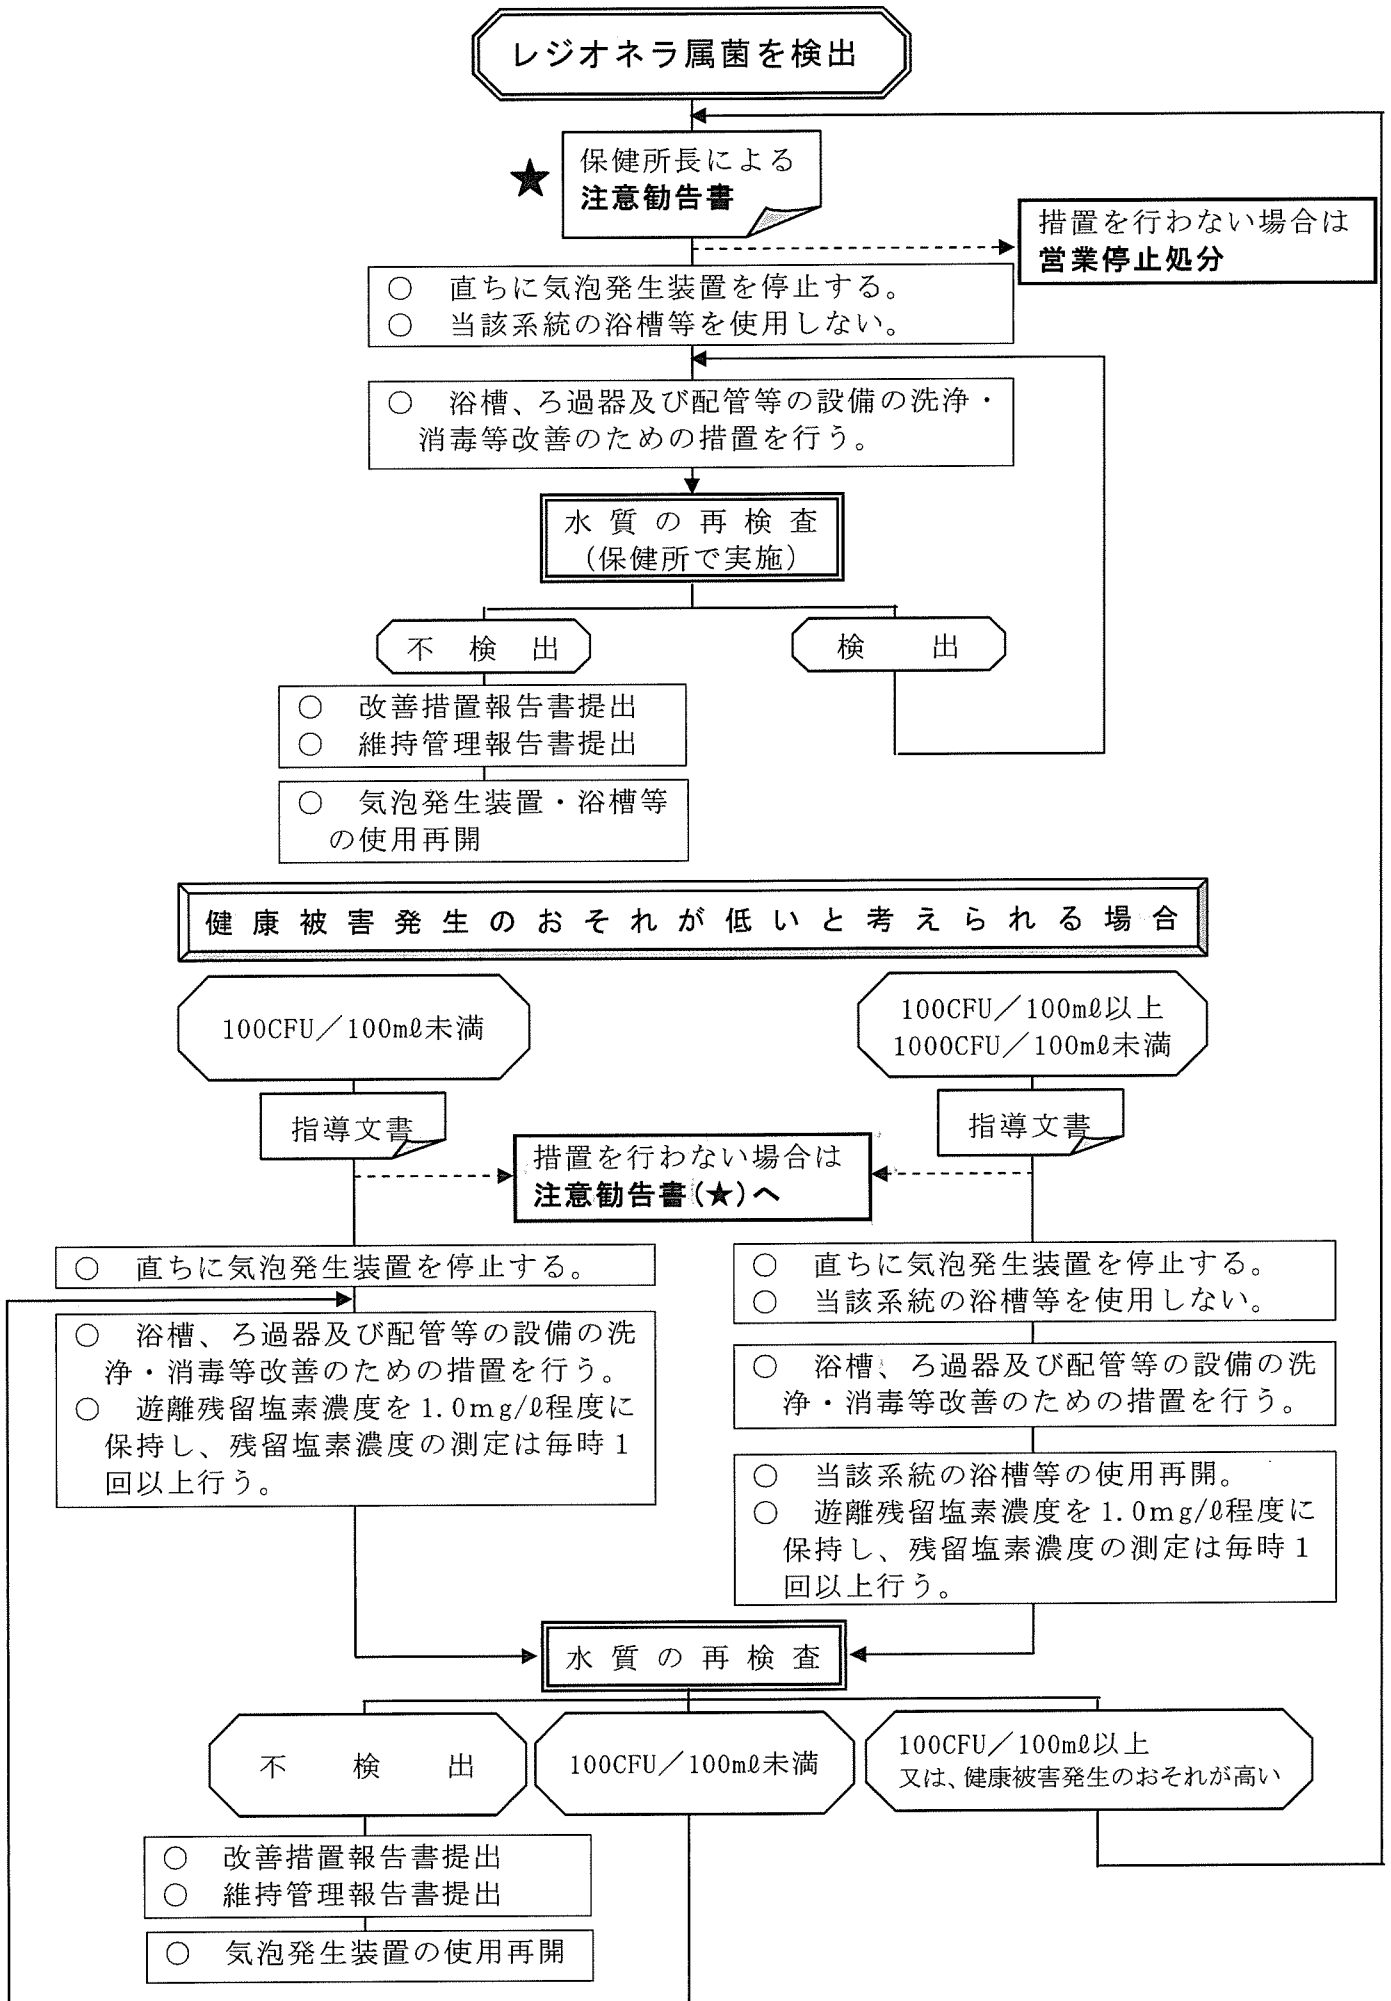 レジオネラ属菌を検出
★
保健所長による
注意勧告書
措置を行わない場合は
営業停止処分
○　直ちに気泡発生装置を停止する。
○　当該系統の浴槽等を使用しない。
○　浴槽、ろ過器及び配管等の設備の洗浄・
消毒等改善のための措置を行う。
水質の再検査
(保健所で実施)
不検出
検出
○　改善措置報告書提出
○　維持管理報告書提出
○　気泡発生装置・浴槽等
の使用再開
健康被害発生のおそれが低いと考えられる場合
100CFU／100mℓ未満
指導文書
100CFU／100mℓ以上
1000CFU／100mℓ未満
指導文書
措置を行わない場合は
注意勧告書(★)へ
○　直ちに気泡発生装置を停止する。
○　浴槽、ろ過器及び配管等の設備の洗
浄・消毒等改善のための措置を行う。
○　遊離残留塩素濃度を1.0mg/ℓ程度に
保持し、残留塩素濃度の測定は毎時1
回以上行う。
○　直ちに気泡発生装置を停止する。
○　当該系統の浴槽等を使用しない。
○　浴槽、ろ過器及び配管等の設備の洗
浄・消毒等改善のための措置を行う。
○　当該系統の浴槽等の使用再開。
○　遊離残留塩素濃度を1.0mg/ℓ程度に
保持し、残留塩素濃度の測定は毎時1
回以上行う。
水質の再検査
不検出
100CFU／100mℓ未満
100CFU／100mℓ以上
又は、健康被害発生のおそれが高い
○　改善措置報告書提出
○　維持管理報告書提出
○　気泡発生装置の使用再開